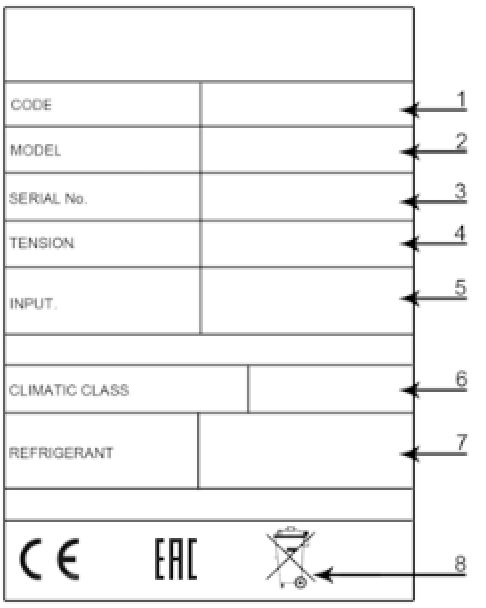 CODE 1
MODEL 2
SERIAL No. 3
TENSION 4
INPUT. 5
CLIMATIC CLASS 6
REFRIGERANT 7
CE EAC 8